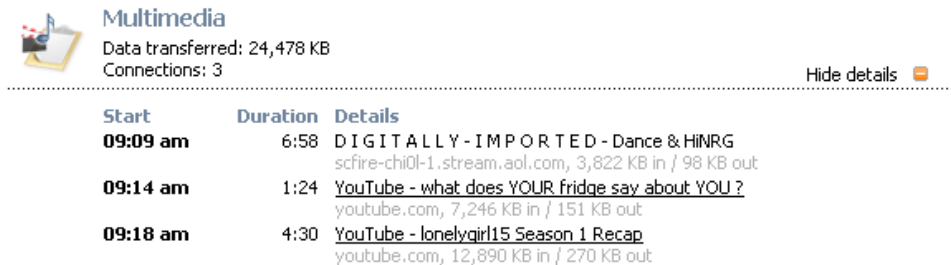 Multimedia
Data transferred: 24,478 KB
Connections: 3
Hide details
Start Duration Details
09:09 am 6:58 D I G I T A L L Y - I M P O R T E D - Dance & HiNRG
scfire-chi0l-1.stream.aol.com, 3,822 KB in / 98 KB out
09:14 am 1:24 YouTube - what does YOUR fridge say about YOU ?
youtube.com, 7,246 KB in / 151 KB out
09:18 am 4:30 YouTube - lonelygirl15 Season 1 Recap
youtube.com, 12,890 KB in / 270 KB out